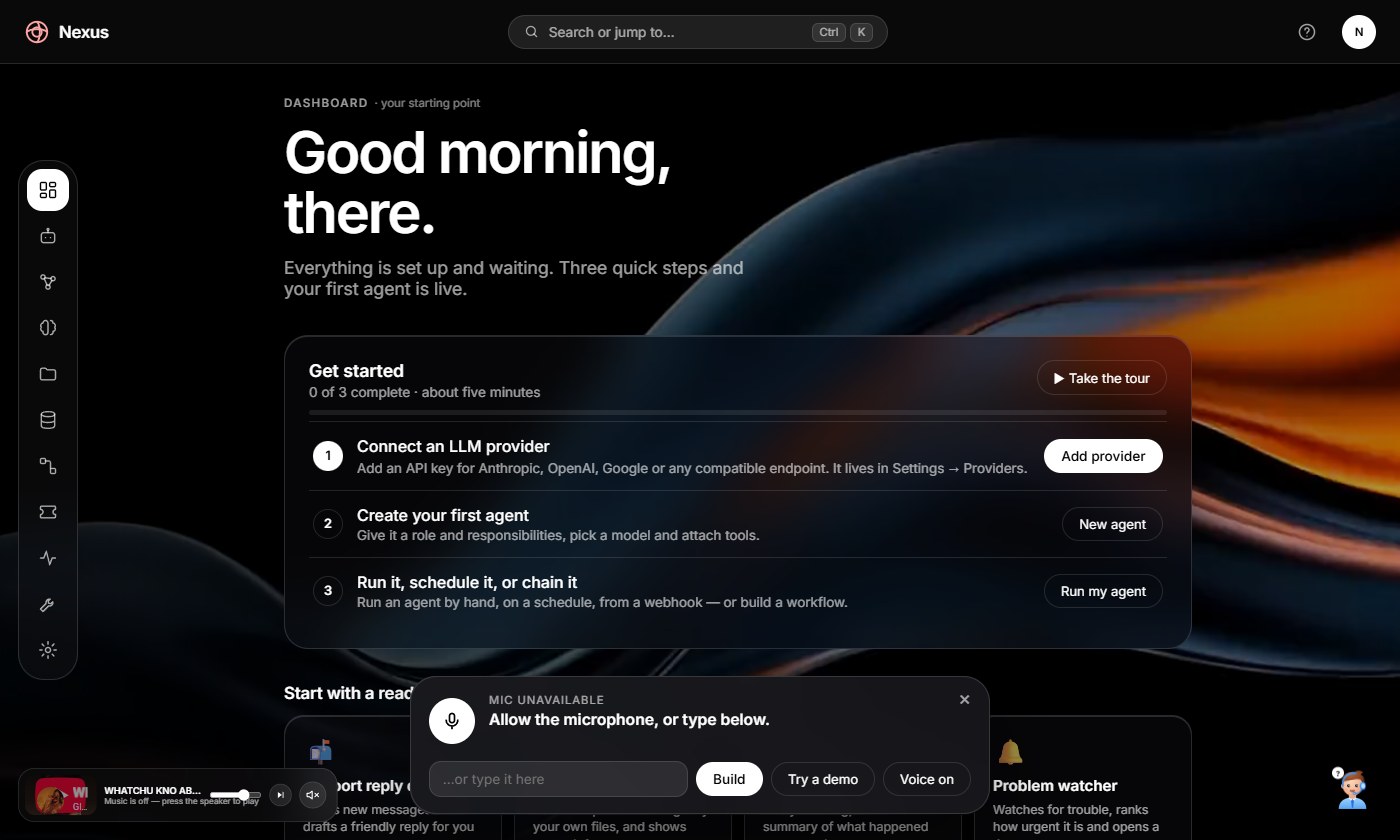 Nexus
Search or jump to...
Ctrl
K
?
N
DASHBOARD · your starting point
Good morning,
there.
Everything is set up and waiting. Three quick steps and
your first agent is live.
Get started
0 of 3 complete · about five minutes
▶ Take the tour
1
Connect an LLM provider
Add an API key for Anthropic, OpenAI, Google or any compatible endpoint. It lives in Settings → Providers.
Add provider
2
Create your first agent
Give it a role and responsibilities, pick a model and attach tools.
New agent
3
Run it, schedule it, or chain it
Run an agent by hand, on a schedule, from a webhook — or build a workflow.
Run my agent
Start with a read
MIC UNAVAILABLE
Allow the microphone, or type below.
...or type it here
Build
Try a demo
Voice on
WHATCHU KNO AB...
Music is off — press the speaker to play
WI
GI...
port reply
new message
drafts a friendly reply for you
your own files, and shows
summary of what happened
Problem watcher
Watches for trouble, ranks
how urgent it is and opens a
?